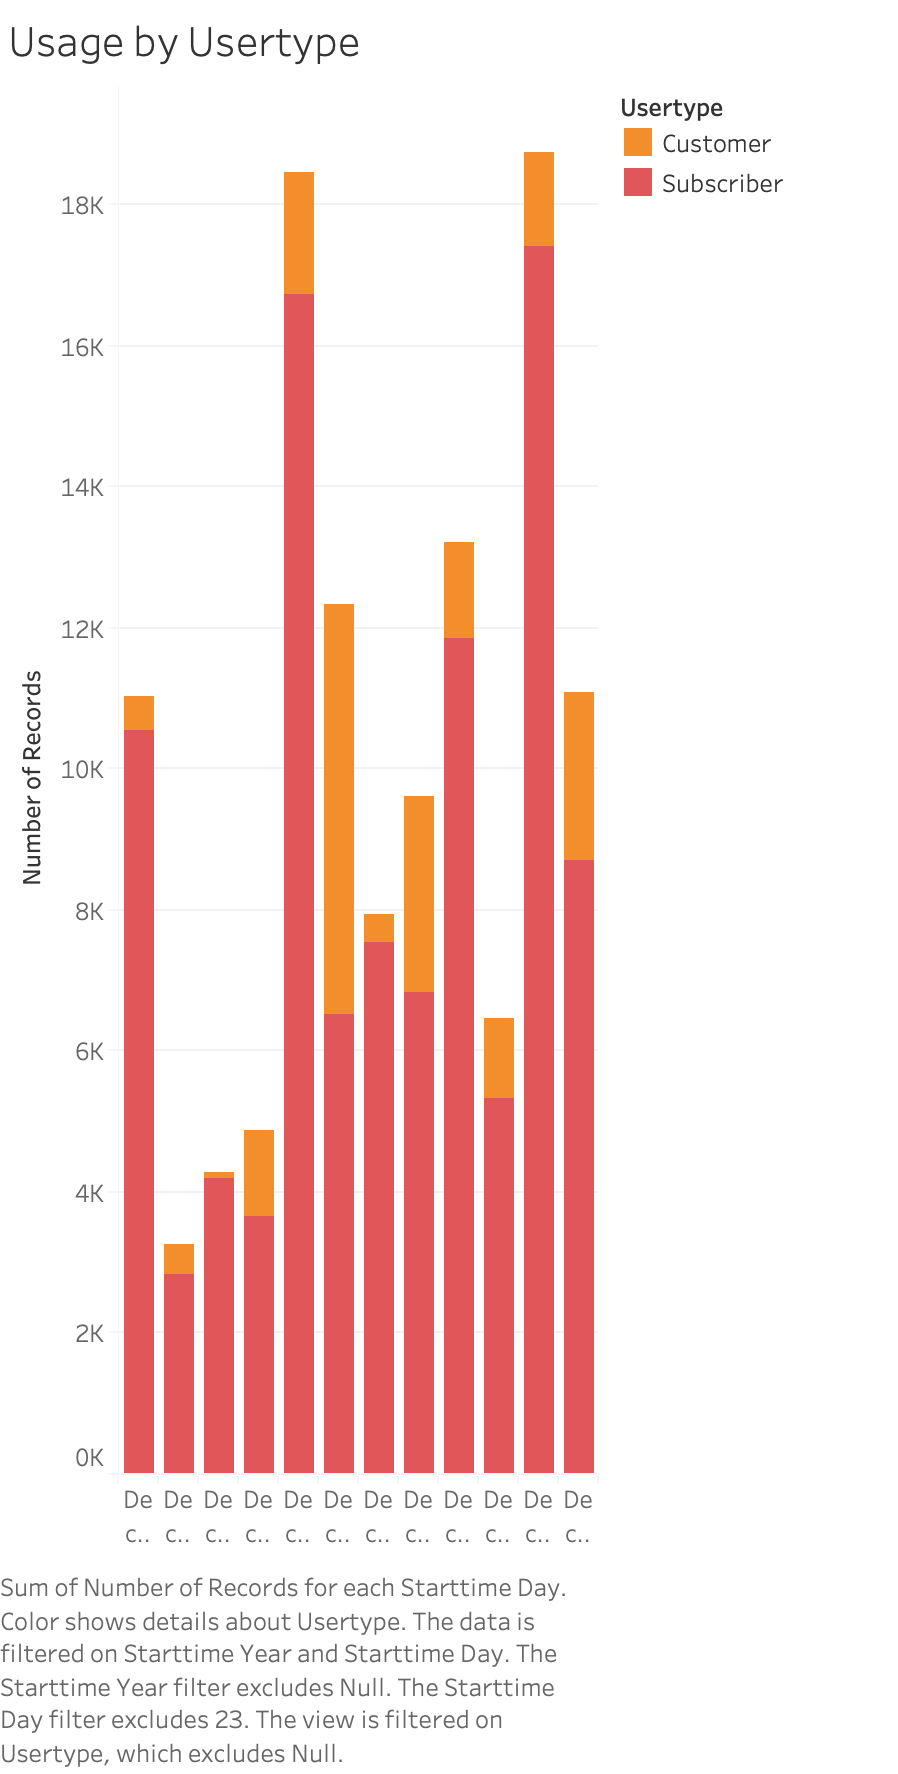 Usage by Usertype
Usertype
Customer
Subscriber
18K
16K
14K
12K
10K
8K
6K
4K
2K
0K
Number of Records
De De De De De De De De De De De De
c.. c.. c.. c.. c.. c.. c.. c.. c.. c.. c.. c..
Sum of Number of Records for each Starttime Day.
Color shows details about Usertype. The data is
filtered on Starttime Year and Starttime Day. The
Starttime Year filter excludes Null. The Starttime
Day filter excludes 23. The view is filtered on
Usertype, which excludes Null.